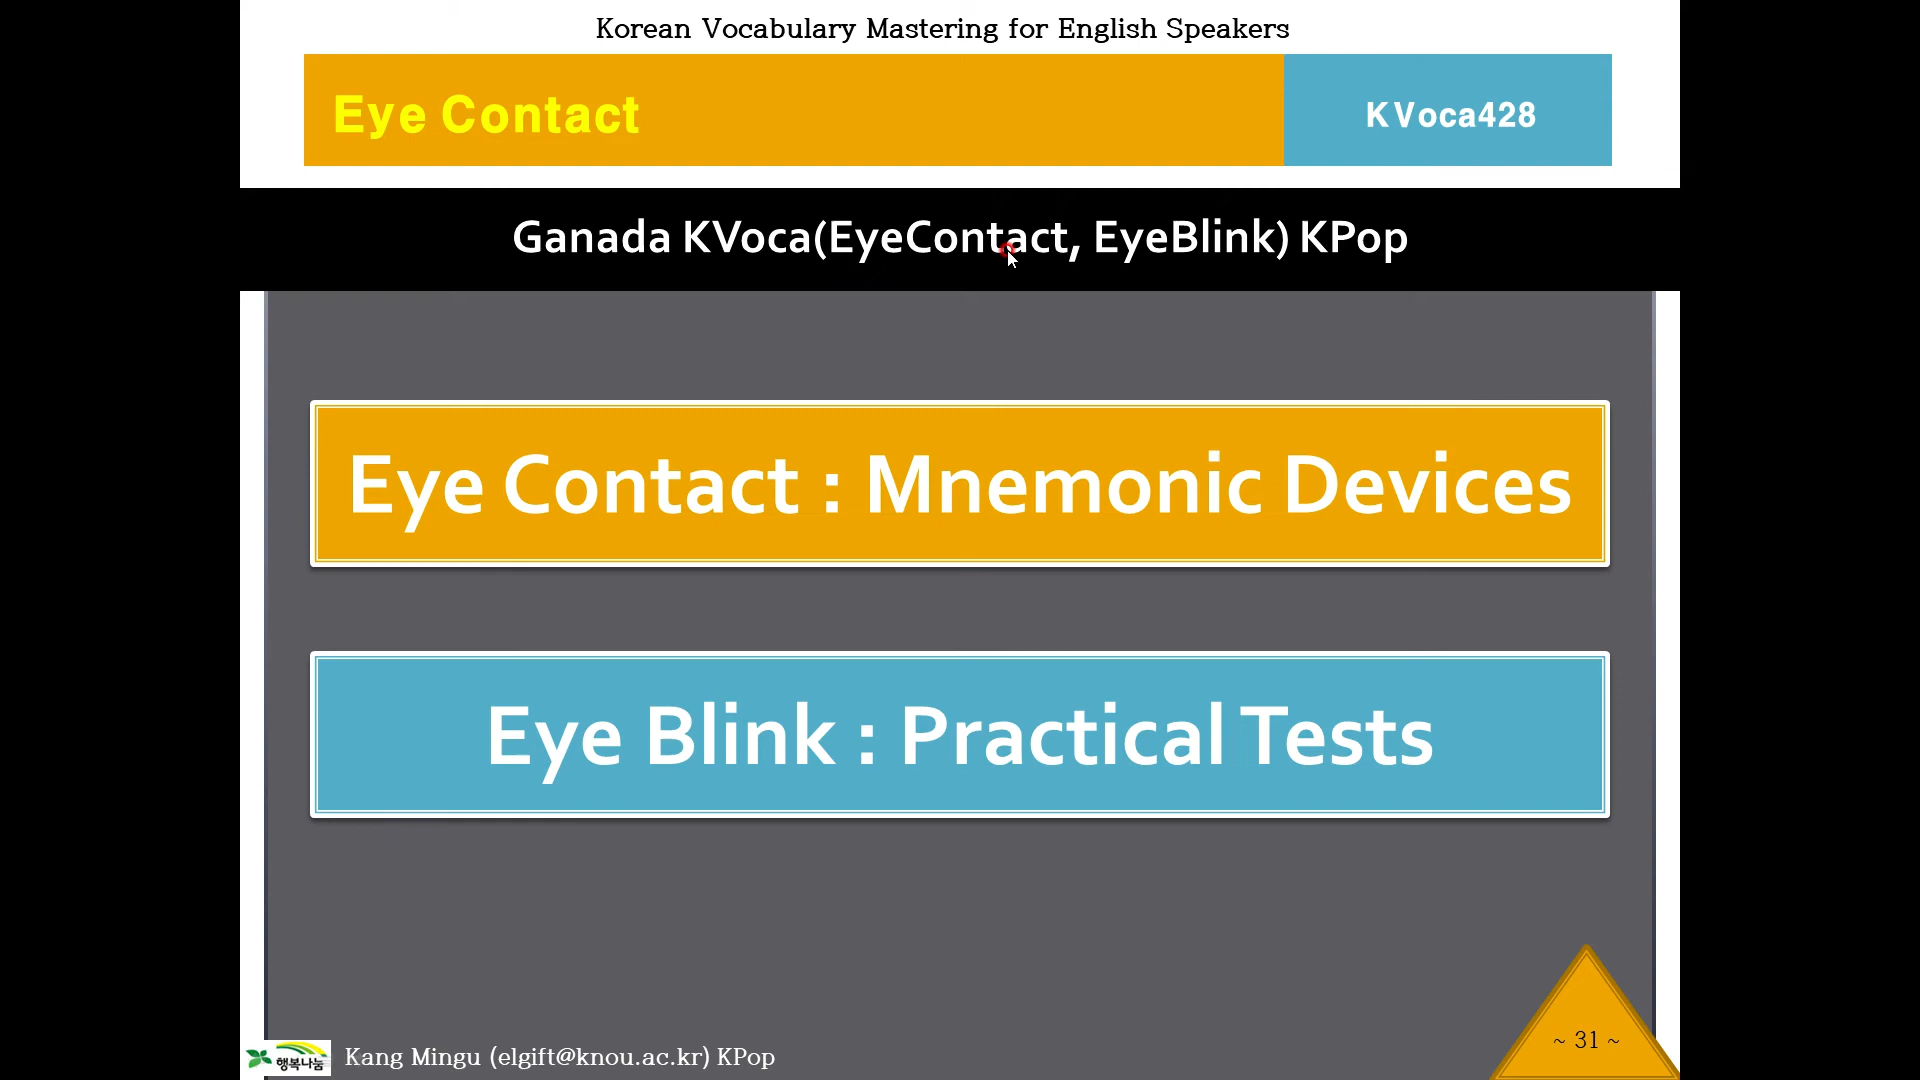 Korean Vocabulary Mastering for English Speakers
Eye Contact
KVoca428
Ganada KVoca(EyeContact, EyeBlink) KPop
Eye Contact : Mnemonic Devices
Eye Blink : Practical Tests
행복나눔
Kang Mingu (elgift@knou.ac.kr) KPop
~ 31 ~